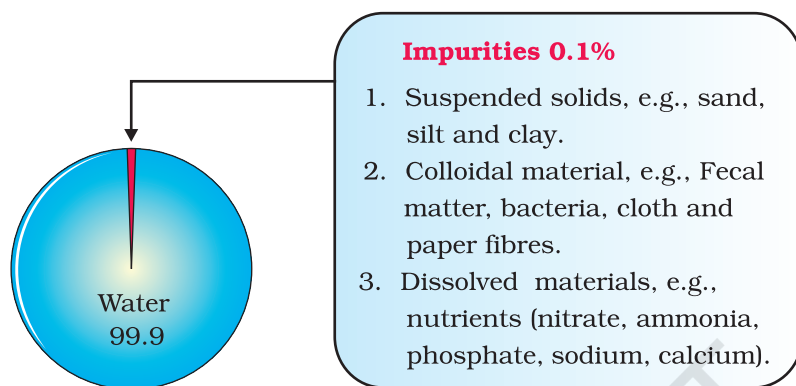 Impurities 0.1%
1. Suspended solids, e.g., sand,
silt and clay.
2. Colloidal material, e.g., Fecal
matter, bacteria, cloth and
paper fibres.
3. Dissolved materials, e.g.,
nutrients (nitrate, ammonia,
phosphate, sodium, calcium).
Water
99.9